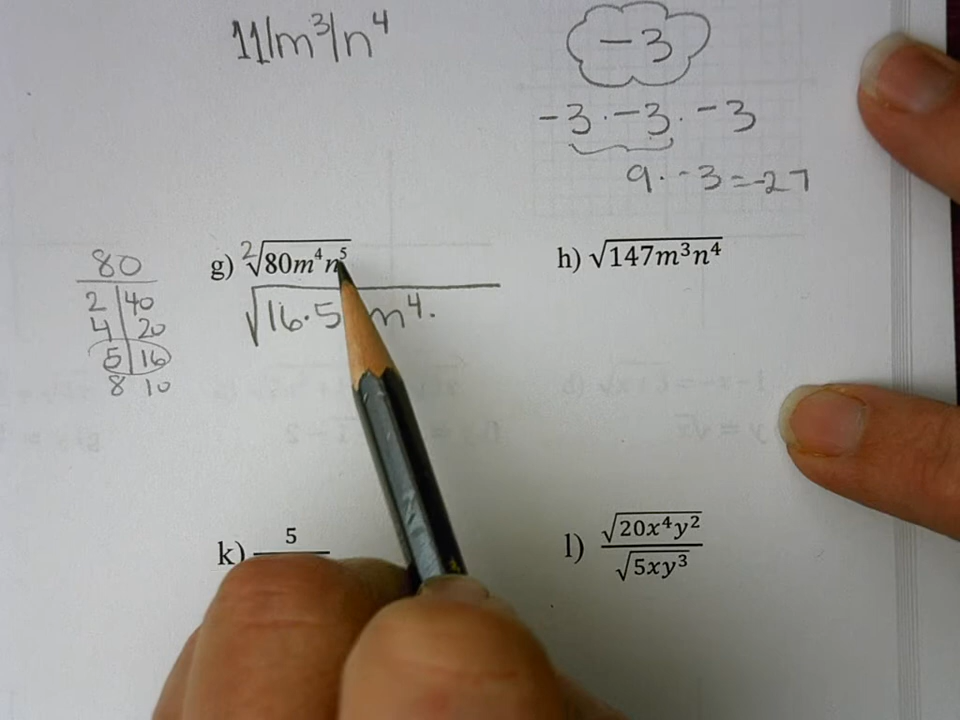 11|m³|n⁴
-3
-3·-3·-3
9·-3=-27
80
2 | 40
4 | 20
5 | 16
8 10
g) ²√80m⁴n⁵
√16·5 m⁴·
h) √147m³n⁴
k) 5
l) √20x⁴y²
√5xy³